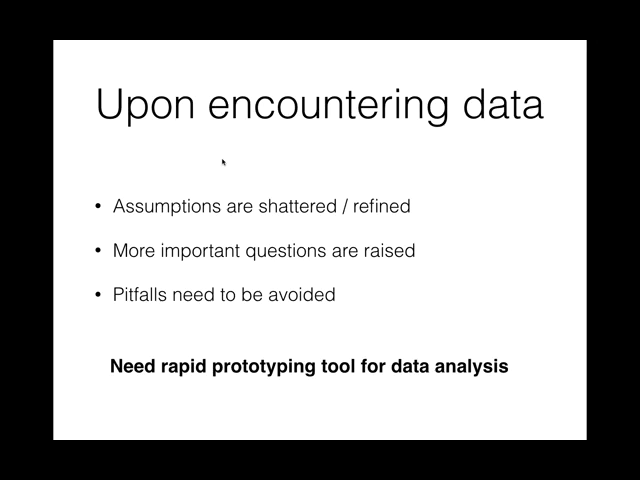 Upon encountering data
• Assumptions are shattered / refined
• More important questions are raised
• Pitfalls need to be avoided
Need rapid prototyping tool for data analysis